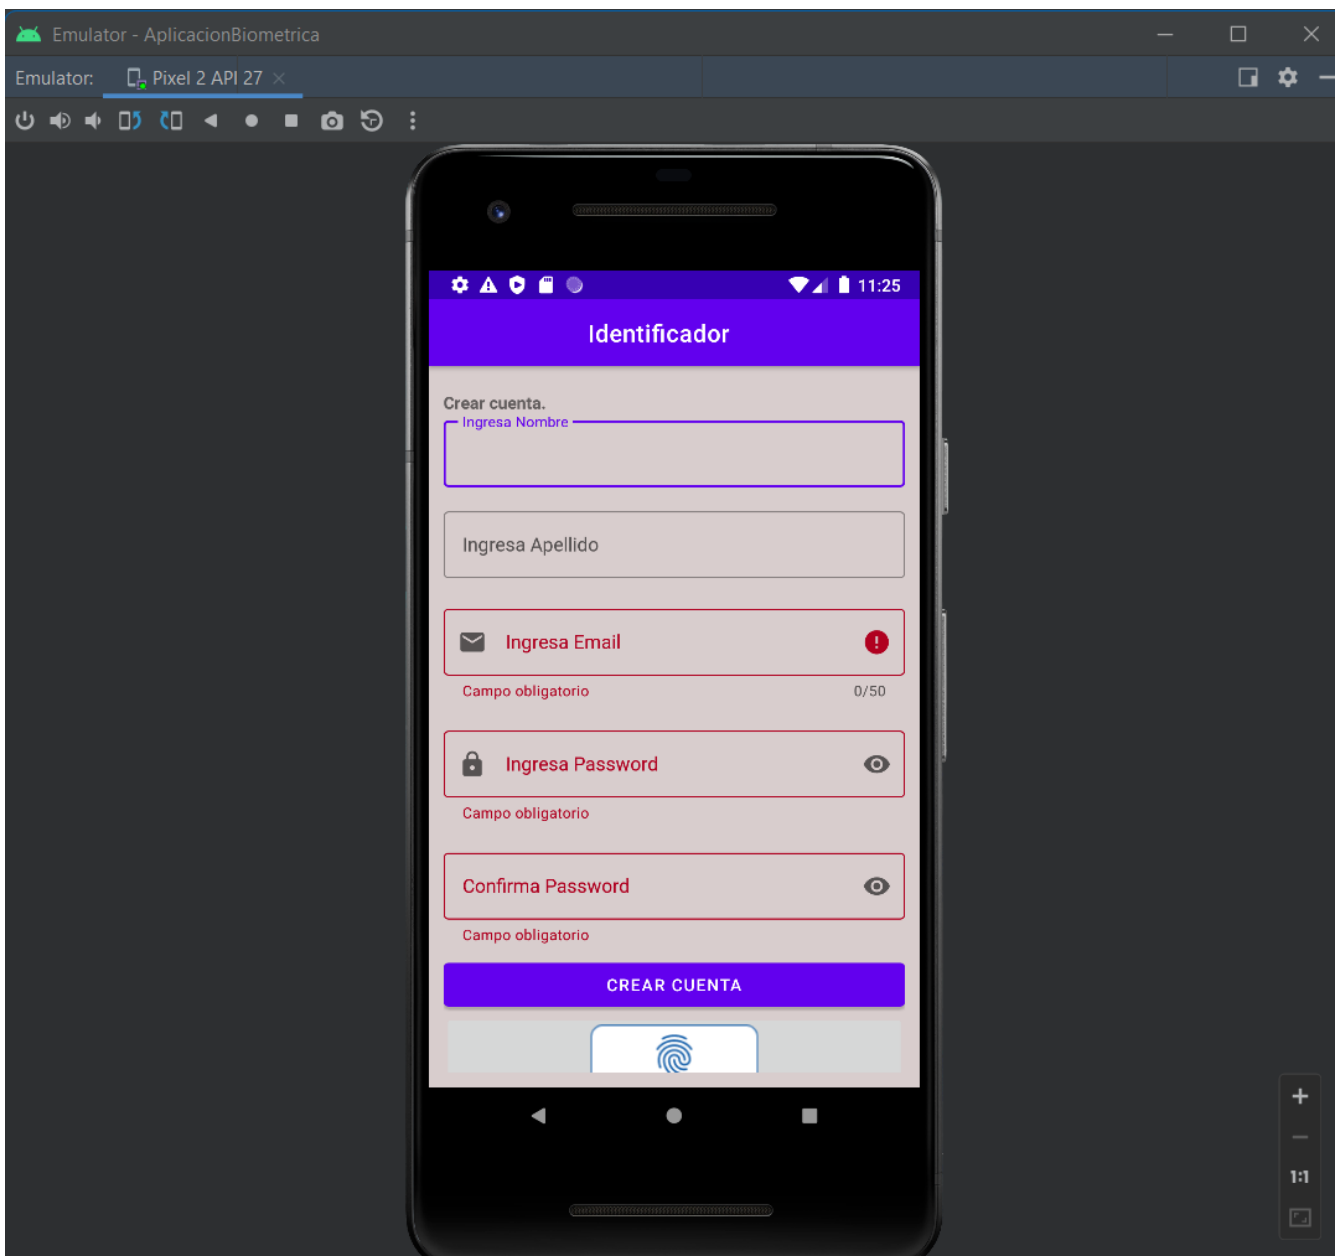 Emulator - AplicacionBiometrica
Emulator: Pixel 2 API 27
11:25
Identificador
Crear cuenta.
Ingresa Nombre
Ingresa Apellido
Ingresa Email
Campo obligatorio 0/50
Ingresa Password
Campo obligatorio
Confirma Password
Campo obligatorio
CREAR CUENTA
1:1